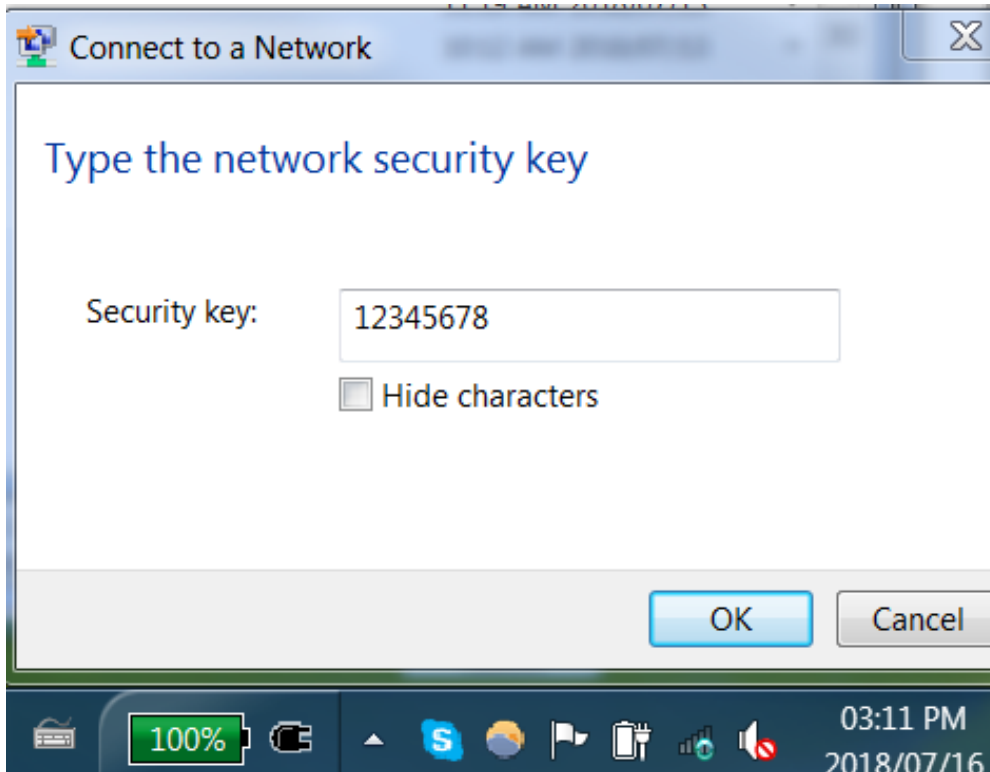 Connect to a Network
Type the network security key
Security key:
12345678
Hide characters
OK
Cancel
100%
S
03:11 PM
2018/07/16